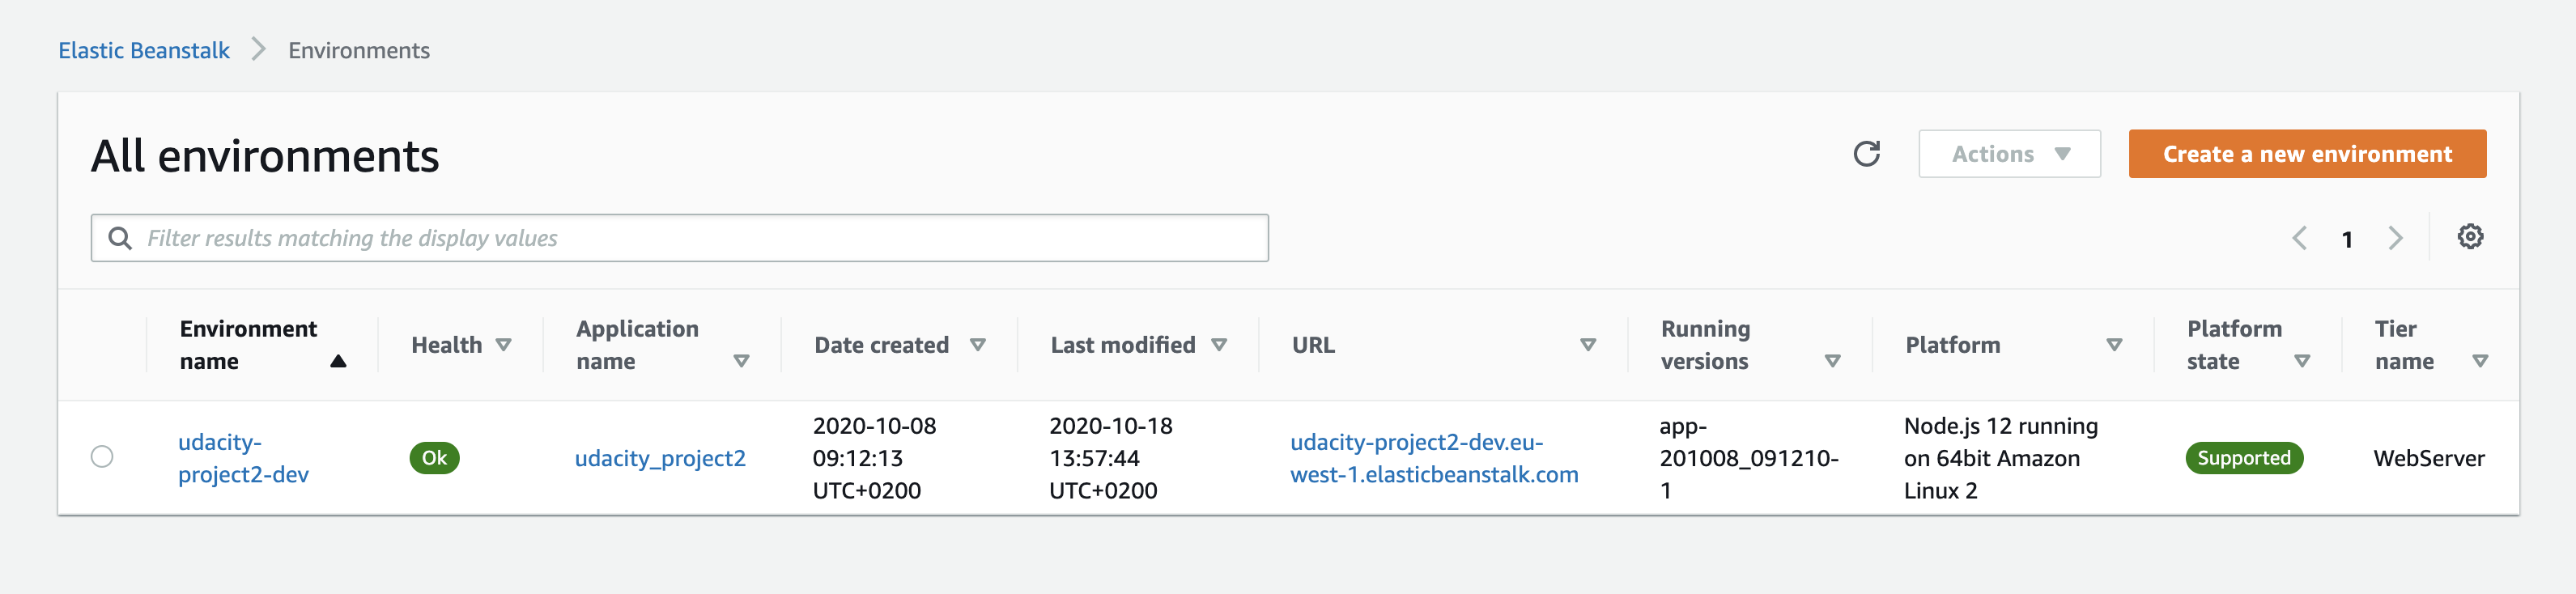 Elastic Beanstalk > Environments
All environments
Actions
Create a new environment
Filter results matching the display values
1
Environment name
Health
Application name
Date created
Last modified
URL
Running versions
Platform
Platform state
Tier name
udacity-
project2-dev
Ok
udacity_project2
2020-10-08
09:12:13
UTC+0200
2020-10-18
13:57:44
UTC+0200
udacity-project2-dev.eu-
west-1.elasticbeanstalk.com
app-
201008_091210-
1
Node.js 12 running
on 64bit Amazon
Linux 2
Supported
WebServer